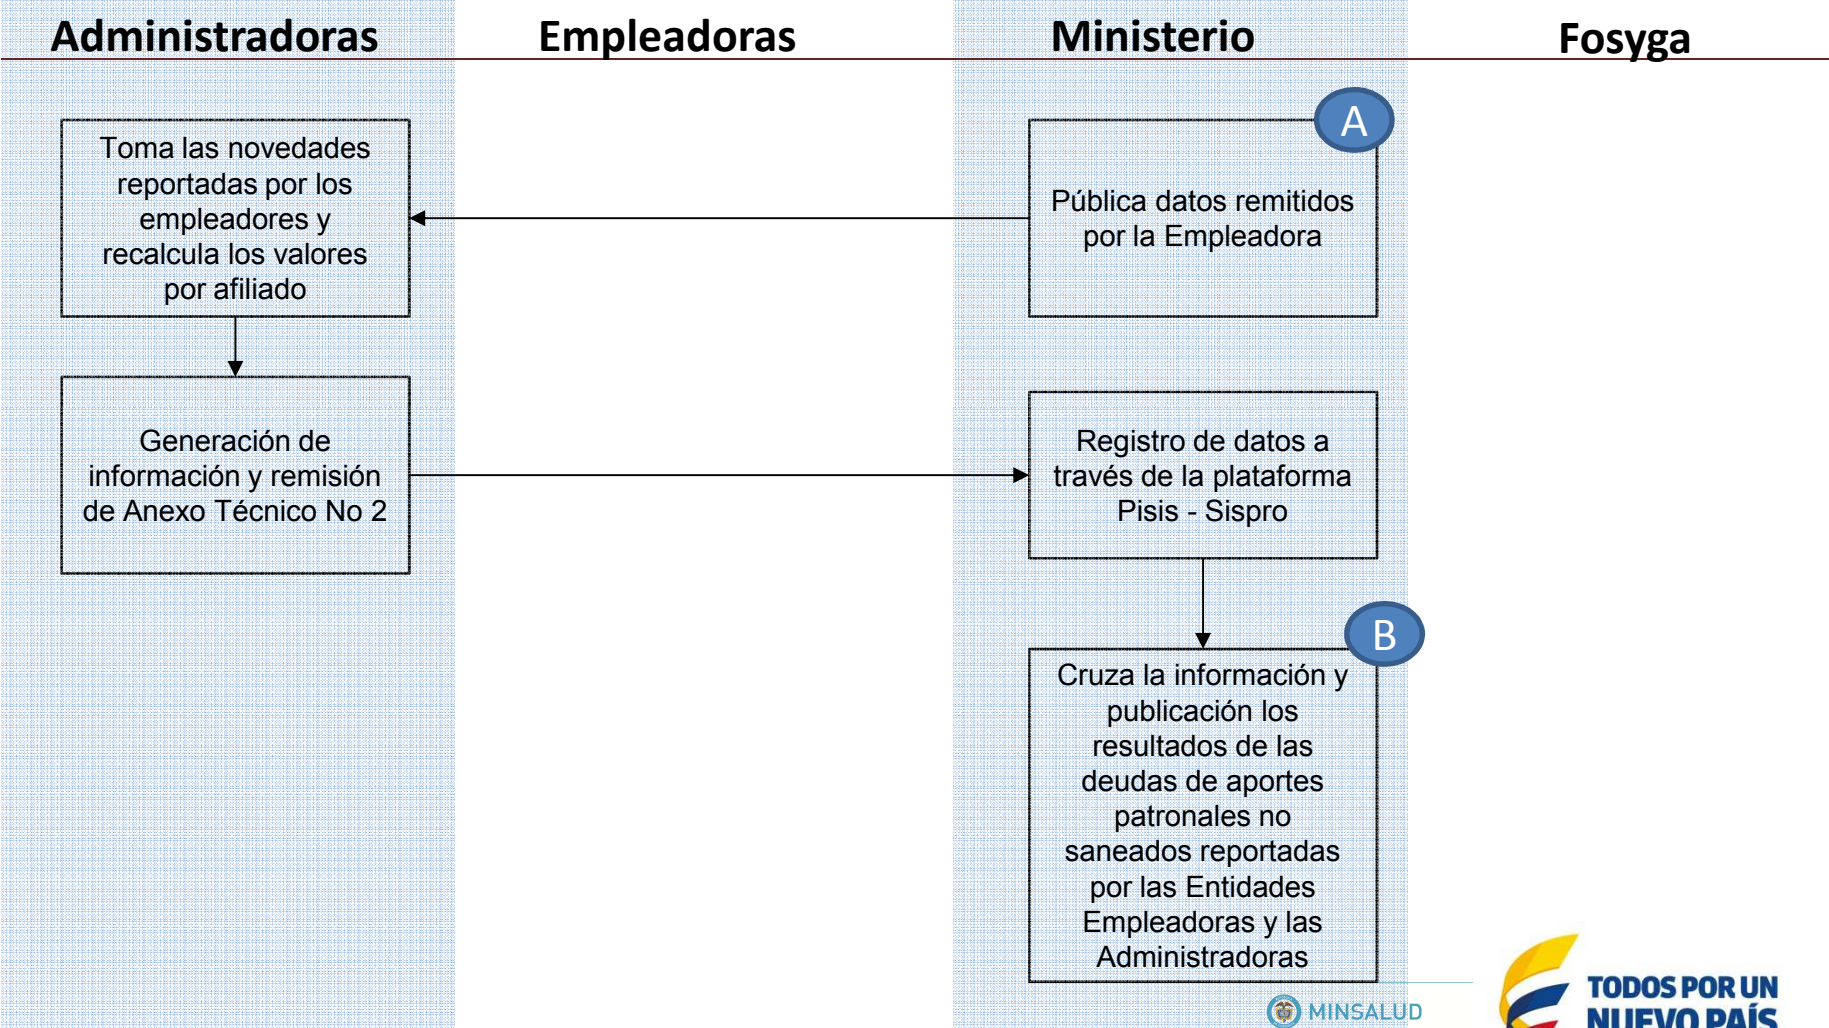 Administradoras
Empleadoras
Ministerio
Fosyga
A
Toma las novedades
reportadas por los
empleadores y
recalcula los valores
por afiliado
Pública datos remitidos
por la Empleadora
Generación de
información y remisión
de Anexo Técnico No 2
Registro de datos a
través de la plataforma
Pisis - Sispro
B
Cruza la información y
publicación los
resultados de las
deudas de aportes
patronales no
saneados reportadas
por las Entidades
Empleadoras y las
Administradoras
MINSALUD
TODOS POR UN
NUEVO PAÍS